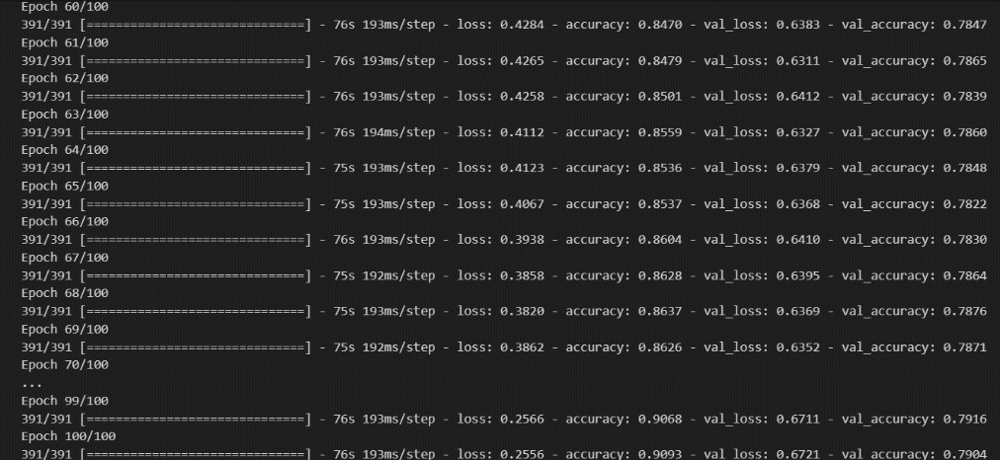 Epoch 60/100
391/391 [==============================] - 76s 193ms/step - loss: 0.4284 - accuracy: 0.8470 - val_loss: 0.6383 - val_accuracy: 0.7847
Epoch 61/100
391/391 [==============================] - 76s 193ms/step - loss: 0.4265 - accuracy: 0.8479 - val_loss: 0.6311 - val_accuracy: 0.7865
Epoch 62/100
391/391 [==============================] - 76s 193ms/step - loss: 0.4258 - accuracy: 0.8501 - val_loss: 0.6412 - val_accuracy: 0.7839
Epoch 63/100
391/391 [==============================] - 76s 194ms/step - loss: 0.4112 - accuracy: 0.8559 - val_loss: 0.6327 - val_accuracy: 0.7860
Epoch 64/100
391/391 [==============================] - 75s 193ms/step - loss: 0.4123 - accuracy: 0.8536 - val_loss: 0.6379 - val_accuracy: 0.7848
Epoch 65/100
391/391 [==============================] - 75s 193ms/step - loss: 0.4067 - accuracy: 0.8537 - val_loss: 0.6368 - val_accuracy: 0.7822
Epoch 66/100
391/391 [==============================] - 76s 193ms/step - loss: 0.3938 - accuracy: 0.8604 - val_loss: 0.6410 - val_accuracy: 0.7830
Epoch 67/100
391/391 [==============================] - 75s 192ms/step - loss: 0.3858 - accuracy: 0.8628 - val_loss: 0.6395 - val_accuracy: 0.7864
Epoch 68/100
391/391 [==============================] - 75s 193ms/step - loss: 0.3820 - accuracy: 0.8637 - val_loss: 0.6369 - val_accuracy: 0.7876
Epoch 69/100
391/391 [==============================] - 75s 192ms/step - loss: 0.3862 - accuracy: 0.8626 - val_loss: 0.6352 - val_accuracy: 0.7871
Epoch 70/100
...
Epoch 99/100
391/391 [==============================] - 76s 193ms/step - loss: 0.2566 - accuracy: 0.9068 - val_loss: 0.6711 - val_accuracy: 0.7916
Epoch 100/100
391/391 [==============================] - 76s 193ms/step - loss: 0.2556 - accuracy: 0.9093 - val_loss: 0.6721 - val_accuracy: 0.7904